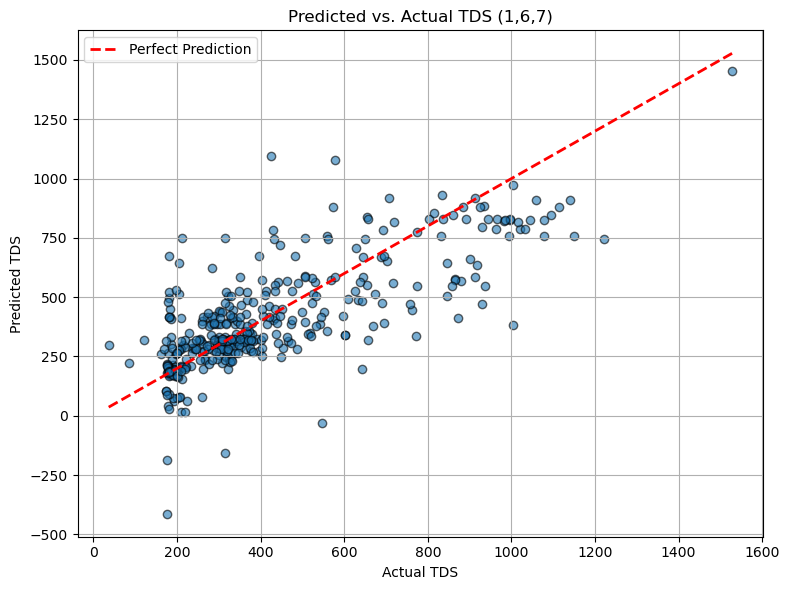 Predicted vs. Actual TDS (1,6,7)
Perfect Prediction
1500
1250
1000
750
500
250
0
−250
−500
Predicted TDS
0 200 400 600 800 1000 1200 1400 1600
Actual TDS